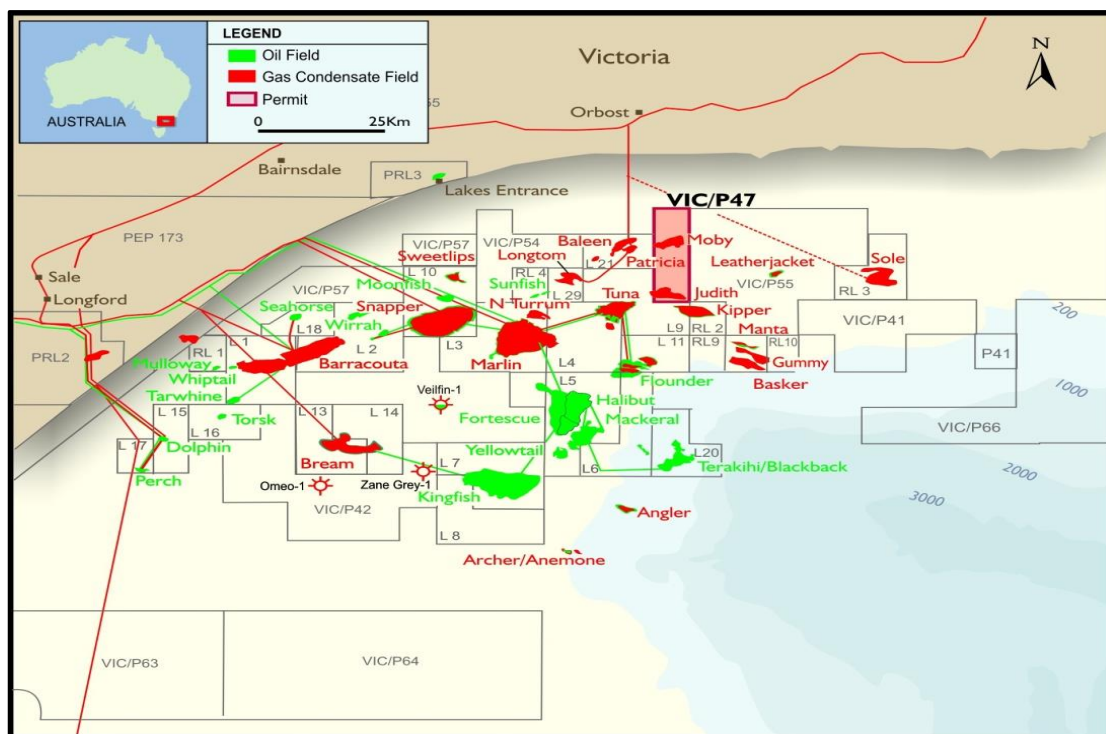 LEGEND
Oil Field
Gas Condensate Field
Permit
0 25Km
AUSTRALIA
Victoria
N
Orbost
Bairnsdale
PRL3
Lakes Entrance
VIC/P47
PEP 173
VIC/P57
VIC/P54
Baleen
Moby
Sweetlips
Longtom
L 21
Patricia
Leatherjacket
Sole
Sale
L 10
RL 4
Moonfish
Sunfish
VIC/P55
RL 3
Longford
VIC/P57
Seahorse
Snapper
L 29
Tuna
Judith
Kipper
VIC/P41
200
N Turrum
Wirrah
L18
L 1
L 2
L3
L9
RL 2
Manta
PRL2
RL 1
Mulloway
Barracouta
Marlin
L4
L 11
RL9
RL10
P41
Whiptail
L5
Flounder
Gummy
Basker
1000
Tarwhine
Veilfin-1
Halibut
L 15
L13
L 14
Fortescue
Mackeral
Torsk
L 16
VIC/P66
L 17
Dolphin
Yellowtail
L20
Bream
L 7
L6
Terakihi/Blackback
Perch
Omeo-1
Zane Grey-1
Kingfish
2000
3000
VIC/P42
Angler
L 8
Archer/Anemone
VIC/P63
VIC/P64